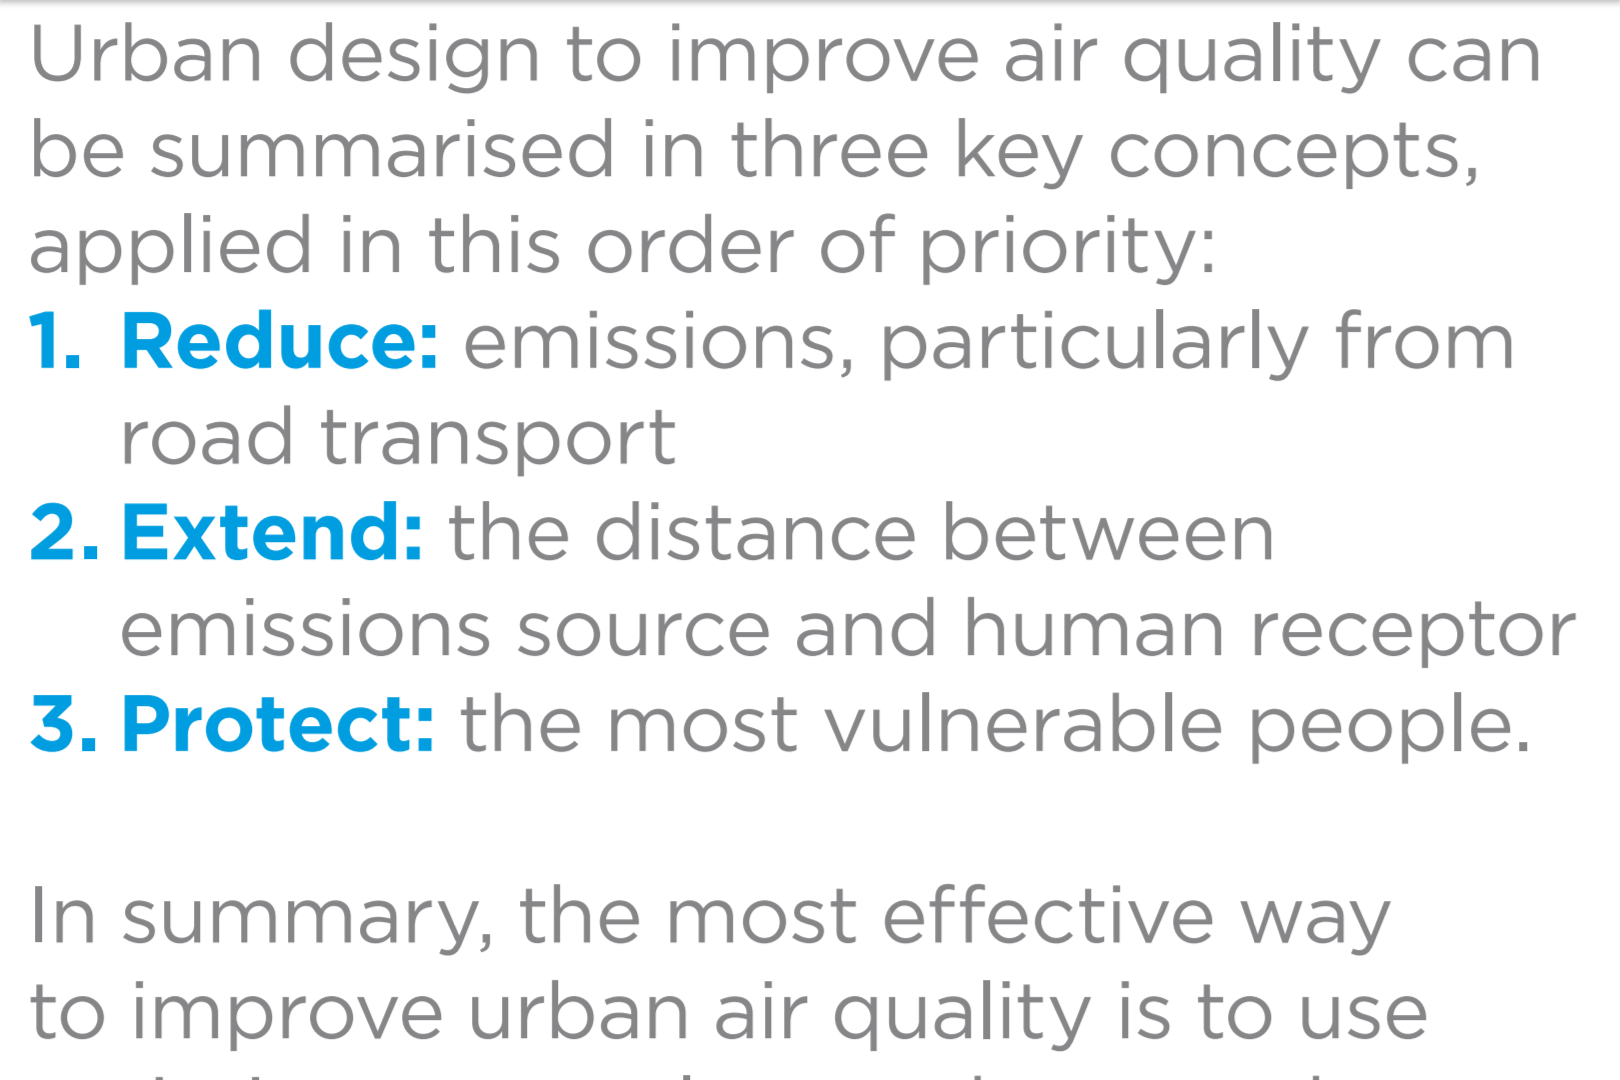 Urban design to improve air quality can
be summarised in three key concepts,
applied in this order of priority:
1. Reduce: emissions, particularly from
road transport
2. Extend: the distance between
emissions source and human receptor
3. Protect: the most vulnerable people.
In summary, the most effective way
to improve urban air quality is to use